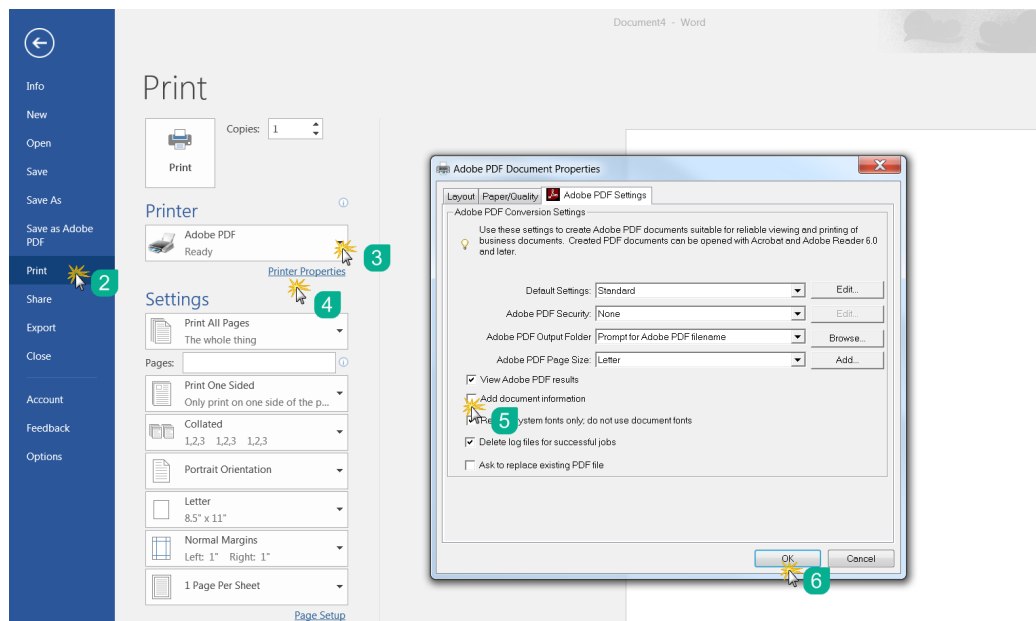 Document4 - Word
Info
New
Open
Save
Save As
Save as Adobe
PDF
Print
2
Share
Export
Close
Account
Feedback
Options
Print
Copies: 1
Print
Printer
Adobe PDF
Ready
3
Printer Properties
4
Settings
Print All Pages
The whole thing
Pages:
Print One Sided
Only print on one side of the p...
Collated
1,2,3 1,2,3 1,2,3
Portrait Orientation
Letter
8.5" x 11"
Normal Margins
Left: 1" Right: 1"
1 Page Per Sheet
Page Setup
Adobe PDF Document Properties
Layout Paper/Quality Adobe PDF Settings
Adobe PDF Conversion Settings
Use these settings to create Adobe PDF documents suitable for reliable viewing and printing of
business documents. Created PDF documents can be opened with Acrobat and Adobe Reader 6.0
and later.
Default Settings: Standard Edit...
Adobe PDF Security: None Edit...
Adobe PDF Output Folder Prompt for Adobe PDF filename Browse...
Adobe PDF Page Size: Letter Add...
View Adobe PDF results
Add document information
5
system fonts only; do not use document fonts
Delete log files for successful jobs
Ask to replace existing PDF file
OK Cancel
6